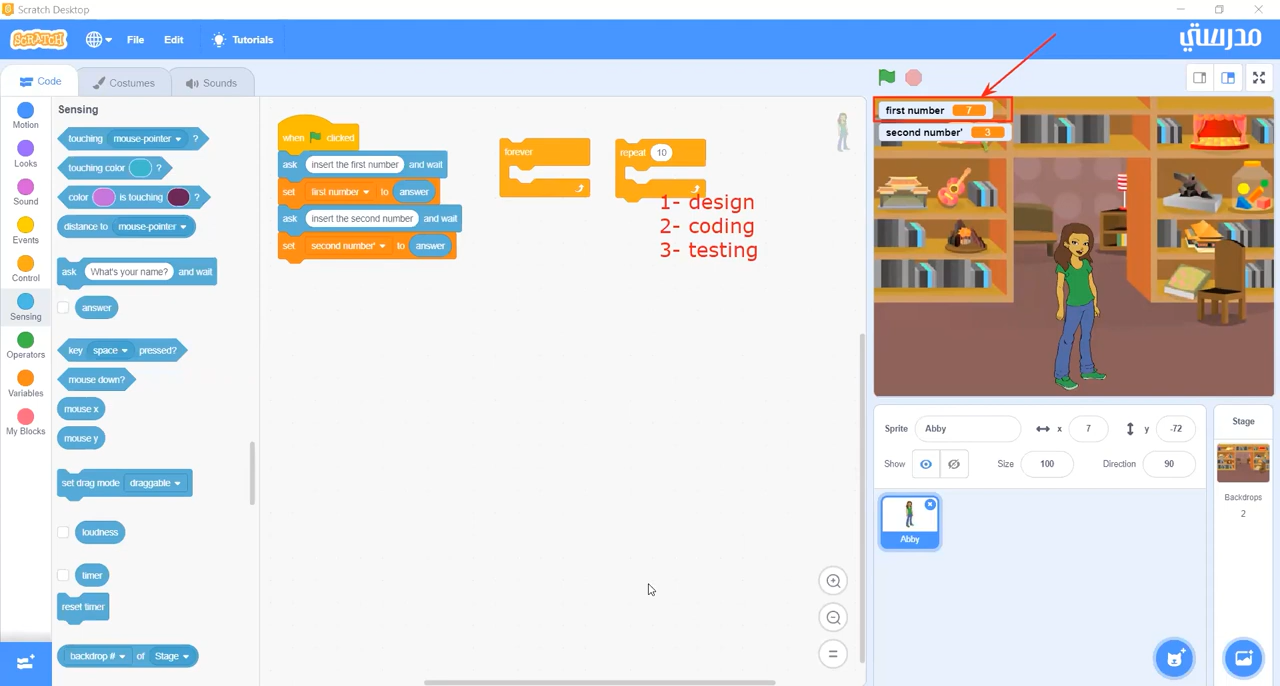 Scratch Desktop
SCRATCH File Edit Tutorials
مدرستي
Code Costumes Sounds
Motion
Looks
Sound
Events
Control
Sensing
Operators
Variables
My Blocks
Sensing
touching mouse-pointer ?
touching color ?
color is touching ?
distance to mouse-pointer
ask What's your name? and wait
answer
key space pressed?
mouse down?
mouse x
mouse y
set drag mode draggable
loudness
timer
reset timer
backdrop # of Stage
when clicked
ask insert the first number and wait
set first number to answer
ask insert the second number and wait
set second number' to answer
forever
repeat 10
1- design
2- coding
3- testing
first number 7
second number' 3
Sprite Abby x 7 y -72
Show Size 100 Direction 90
Abby
Stage
Backdrops
2